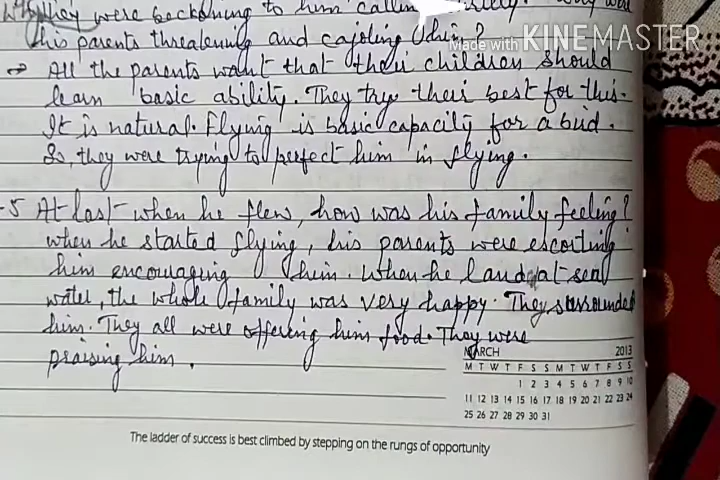 they were beckoning to him callin
his parents threatening and cajoling him?
Made with KINEMASTER
→ All the parents want that their children should
learn basic ability. They try their best for this.
It is natural. Flying is basic capacity for a bird.
So, they were trying to perfect him in flying.
-5 At last when he flew, how was his family feeling?
when he started flying, his parents were escorting
him encouraging him. When he landed at sea
water, the whole family was very happy. They surrounded
him. They all were offering him food. They were
praising him.
MARCH 2013
M T W T F S S M T W T F S S M T W T F S S M T W T F S S
1 2 3 4 5 6 7 8 9 10
11 12 13 14 15 16 17 18 19 20 21 22 23 24
25 26 27 28 29 30 31
The ladder of success is best climbed by stepping on the rungs of opportunity